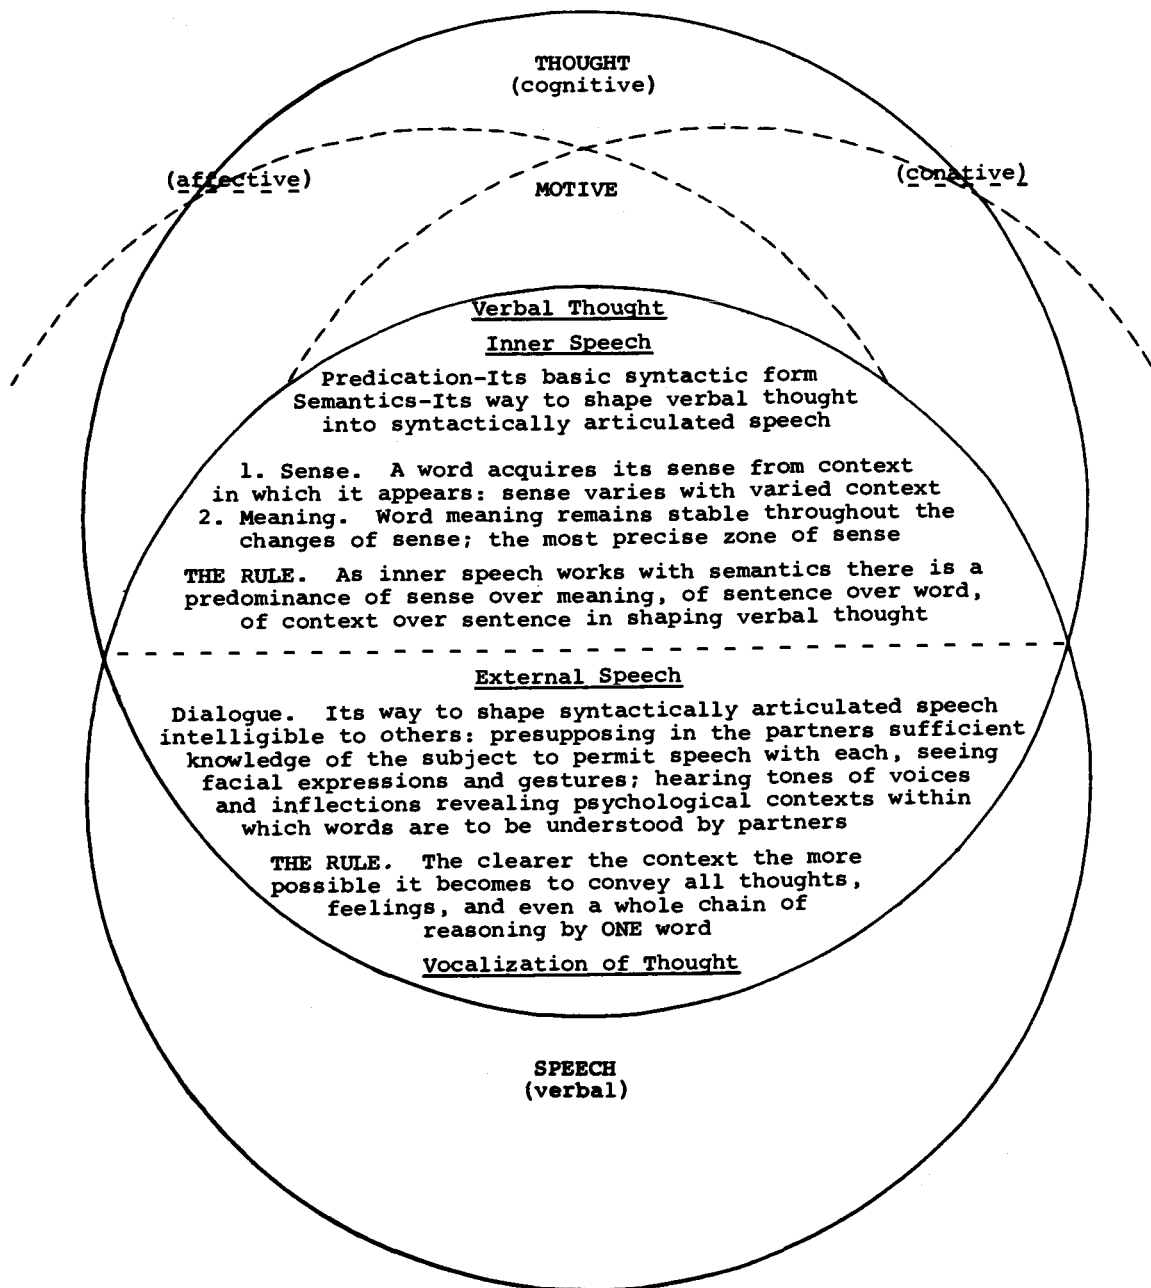 THOUGHT
(cognitive)
(affective)
(conative)
MOTIVE
Verbal Thought
Inner Speech
Predication-Its basic syntactic form
Semantics-Its way to shape verbal thought
into syntactically articulated speech
1. Sense. A word acquires its sense from context
in which it appears: sense varies with varied context
2. Meaning. Word meaning remains stable throughout the
changes of sense; the most precise zone of sense
THE RULE. As inner speech works with semantics there is a
predominance of sense over meaning, of sentence over word,
of context over sentence in shaping verbal thought
External Speech
Dialogue. Its way to shape syntactically articulated speech
intelligible to others: presupposing in the partners sufficient
knowledge of the subject to permit speech with each, seeing
facial expressions and gestures; hearing tones of voices
and inflections revealing psychological contexts within
which words are to be understood by partners
THE RULE. The clearer the context the more
possible it becomes to convey all thoughts,
feelings, and even a whole chain of
reasoning by ONE word
Vocalization of Thought
SPEECH
(verbal)